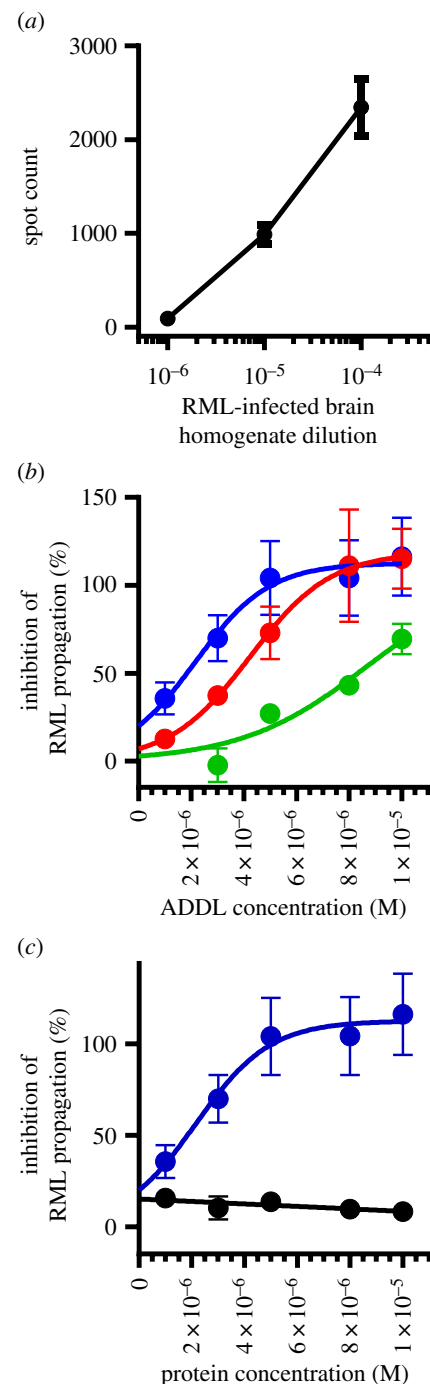 (a)
3000
2000
1000
0
spot count
10⁻⁶ 10⁻⁵ 10⁻⁴
RML-infected brain
homogenate dilution
(b)
150
100
50
0
inhibition of
RML propagation (%)
0 2 × 10⁻⁶ 4 × 10⁻⁶ 6 × 10⁻⁶ 8 × 10⁻⁶ 1 × 10⁻⁵
ADDL concentration (M)
(c)
100
50
0
inhibition of
RML propagation (%)
0 2 × 10⁻⁶ 4 × 10⁻⁶ 6 × 10⁻⁶ 8 × 10⁻⁶ 1 × 10⁻⁵
protein concentration (M)